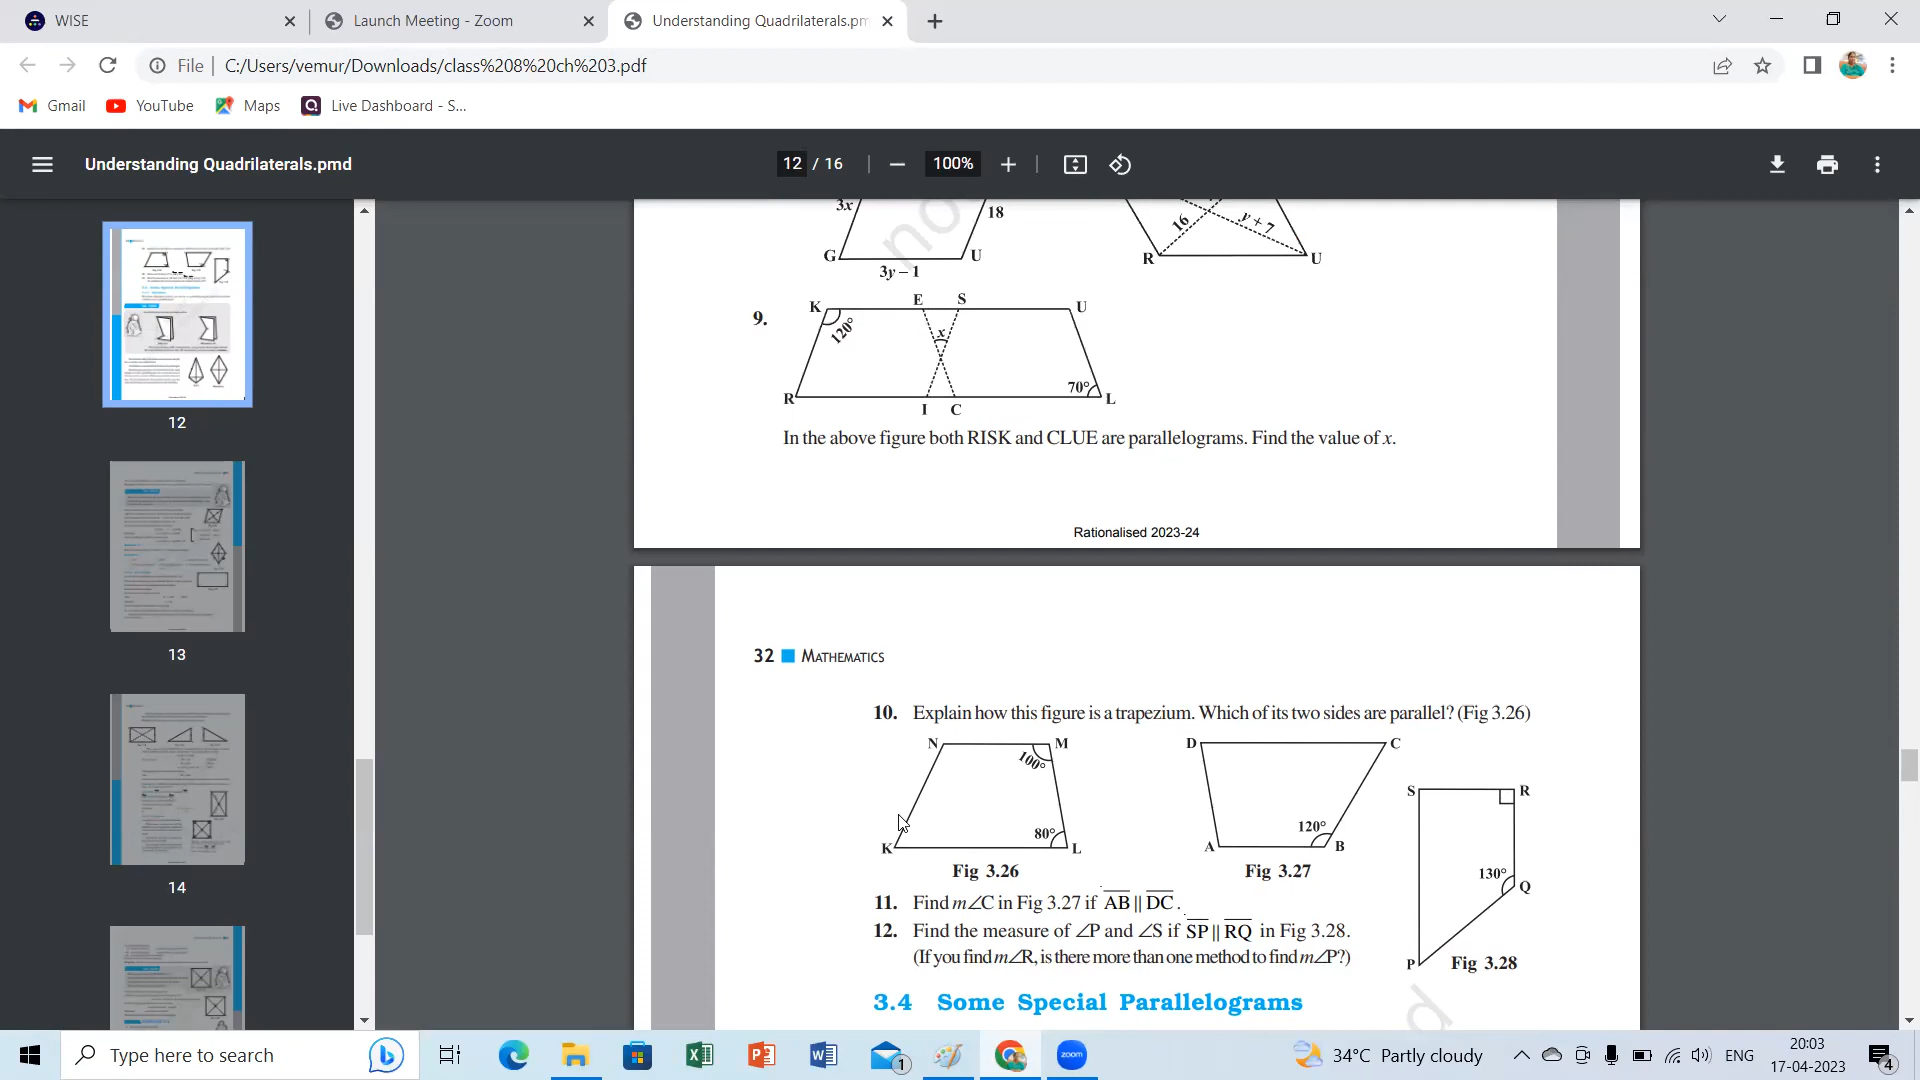 WISE
Launch Meeting - Zoom
Understanding Quadrilaterals.pm
File
C:/Users/vemur/Downloads/class%208%20ch%203.pdf
Gmail
YouTube
Maps
Live Dashboard - S...
Understanding Quadrilaterals.pmd
12 / 16
100%
3x
18
G
U
3y – 1
16
y + 7
R
U
no
9.
K
E
S
U
120°
x
70°
R
I
C
L
In the above figure both RISK and CLUE are parallelograms. Find the value of x.
Rationalised 2023-24
32 MATHEMATICS
10. Explain how this figure is a trapezium. Which of its two sides are parallel? (Fig 3.26)
N
M
100°
80°
K
L
Fig 3.26
D
C
120°
A
B
Fig 3.27
S
R
130°
Q
P
Fig 3.28
11. Find m∠C in Fig 3.27 if AB || DC.
12. Find the measure of ∠P and ∠S if SP || RQ in Fig 3.28.
(If you find m∠R, is there more than one method to find m∠P?)
3.4 Some Special Parallelograms
d
12
13
14
Type here to search
zoom
1
34°C Partly cloudy
ENG
20:03
17-04-2023
4